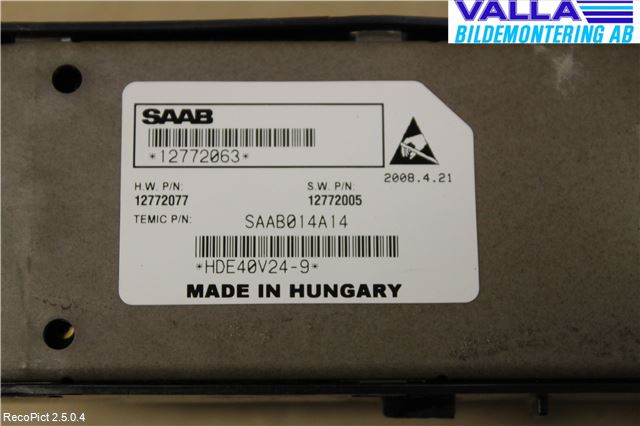 VALLA
BILDEMONTERING AB
SAAB
*12772063*
2008.4.21
H.W. P/N: S.W. P/N:
12772077 12772005
TEMIC P/N: SAAB014A14
*HDE40V24-9*
MADE IN HUNGARY
RecoPict 2.5.0.4